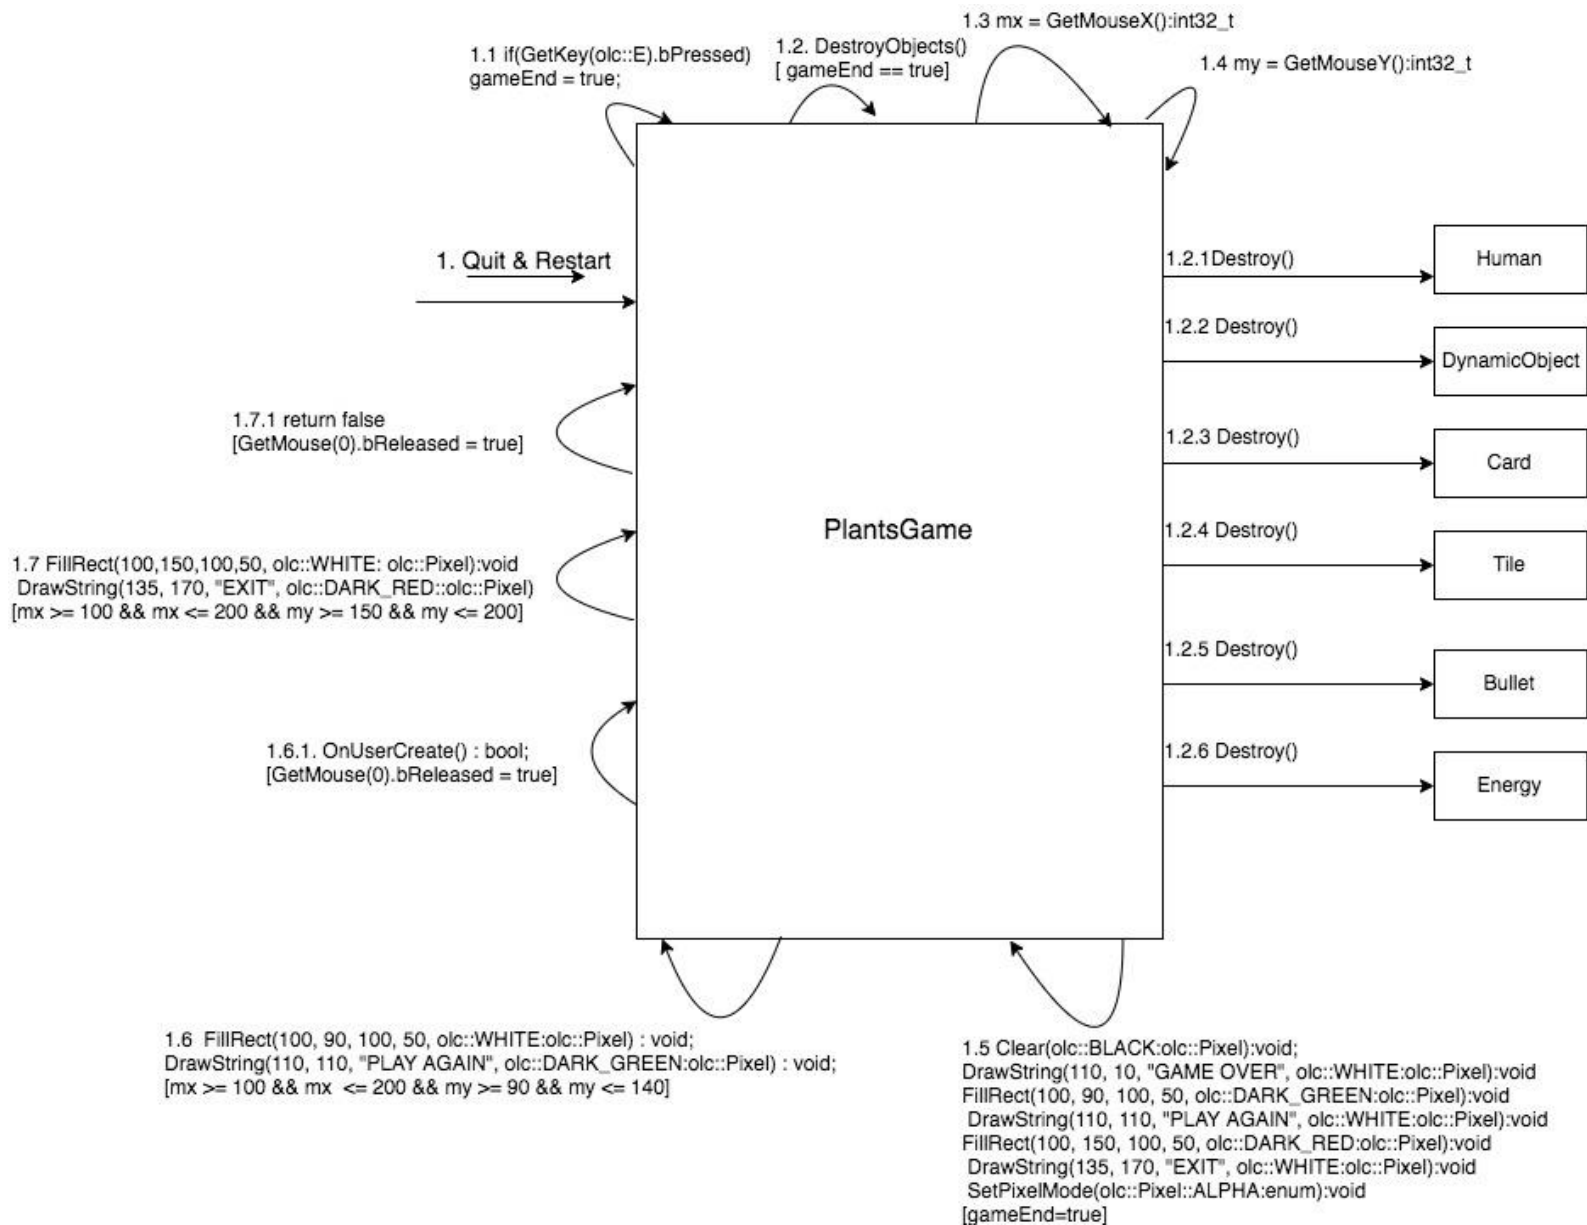 1.3 mx = GetMouseX():int32_t
1.1 if(GetKey(olc::E).bPressed)
gameEnd = true;
1.2. DestroyObjects()
[ gameEnd == true]
1.4 my = GetMouseY():int32_t
1. Quit & Restart
1.2.1Destroy()
Human
1.2.2 Destroy()
DynamicObject
1.7.1 return false
[GetMouse(0).bReleased = true]
1.2.3 Destroy()
Card
PlantsGame
1.2.4 Destroy()
Tile
1.7 FillRect(100,150,100,50, olc::WHITE: olc::Pixel):void
DrawString(135, 170, "EXIT", olc::DARK_RED::olc::Pixel)
[mx >= 100 && mx <= 200 && my >= 150 && my <= 200]
1.2.5 Destroy()
Bullet
1.6.1. OnUserCreate() : bool;
[GetMouse(0).bReleased = true]
1.2.6 Destroy()
Energy
1.6  FillRect(100, 90, 100, 50, olc::WHITE:olc::Pixel) : void;
DrawString(110, 110, "PLAY AGAIN", olc::DARK_GREEN:olc::Pixel) : void;
[mx >= 100 && mx  <= 200 && my >= 90 && my <= 140]
1.5 Clear(olc::BLACK:olc::Pixel):void;
DrawString(110, 10, "GAME OVER", olc::WHITE:olc::Pixel):void
FillRect(100, 90, 100, 50, olc::DARK_GREEN:olc::Pixel):void
DrawString(110, 110, "PLAY AGAIN", olc::WHITE:olc::Pixel):void
FillRect(100, 150, 100, 50, olc::DARK_RED:olc::Pixel):void
DrawString(135, 170, "EXIT", olc::WHITE:olc::Pixel):void
SetPixelMode(olc::Pixel::ALPHA:enum):void
[gameEnd=true]